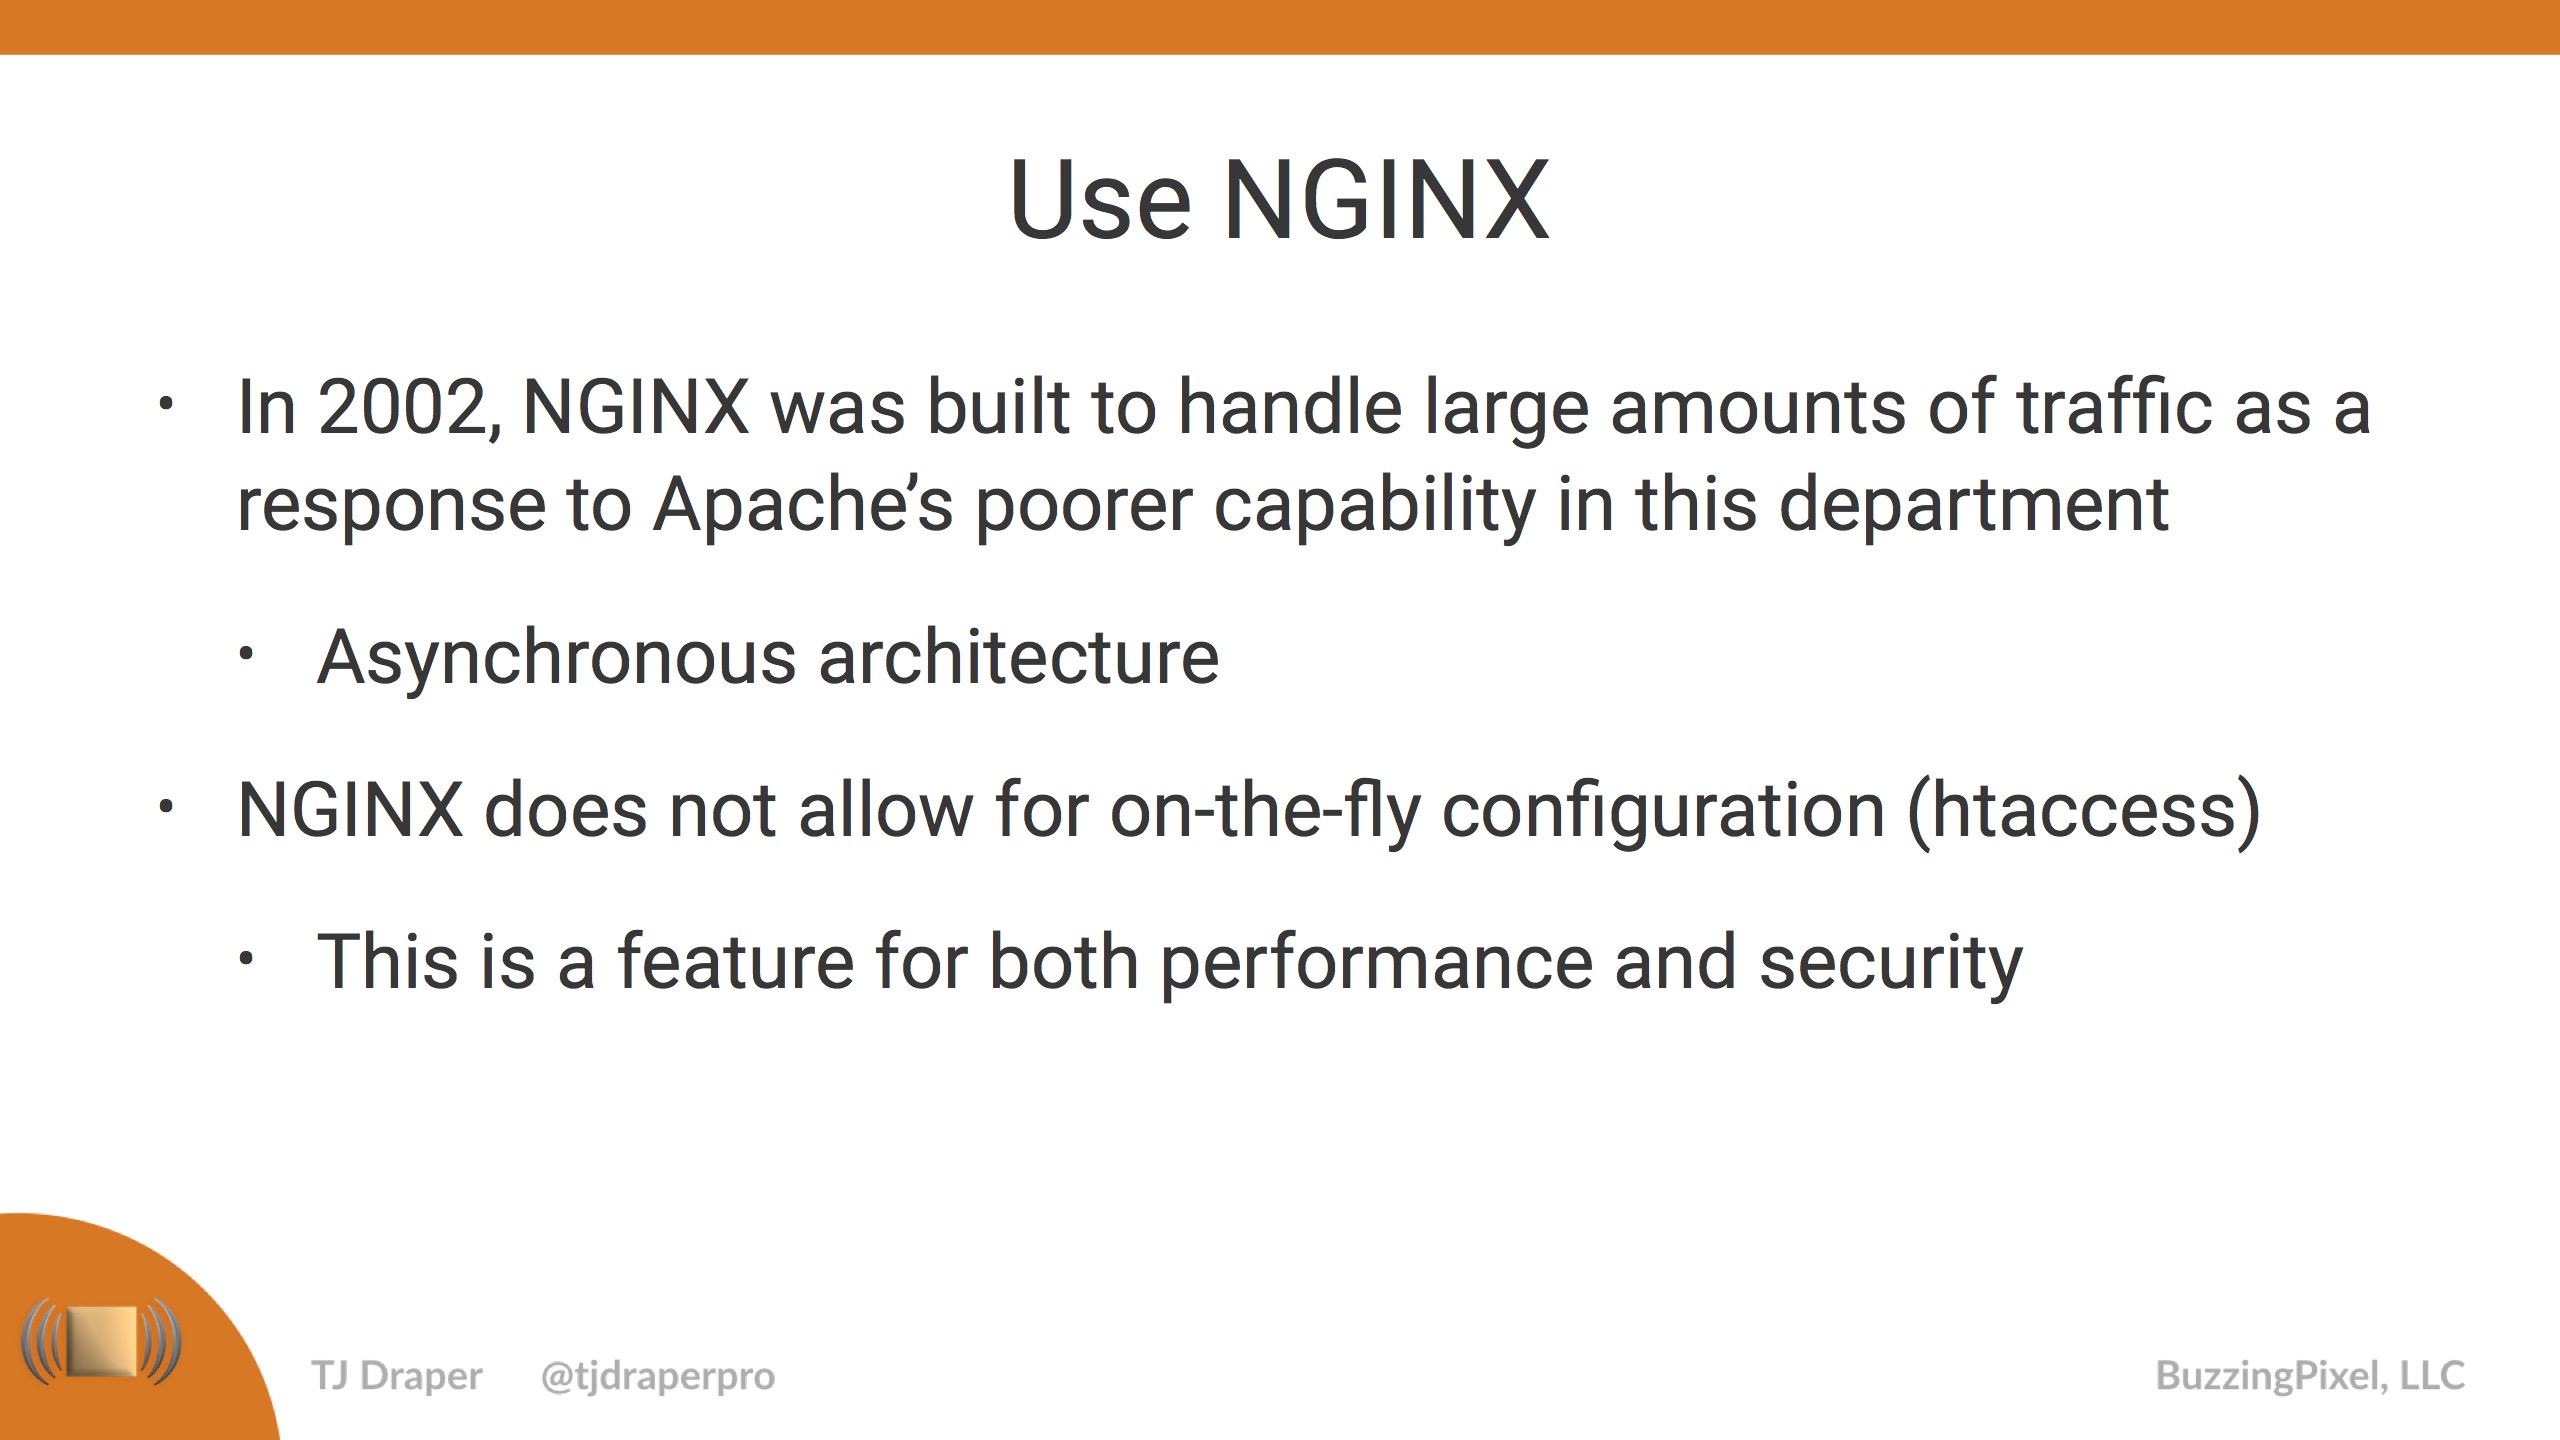 Use NGINX
• In 2002, NGINX was built to handle large amounts of traffic as a
response to Apache’s poorer capability in this department
• Asynchronous architecture
• NGINX does not allow for on-the-fly configuration (htaccess)
• This is a feature for both performance and security
TJ Draper @tjdraperpro BuzzingPixel, LLC